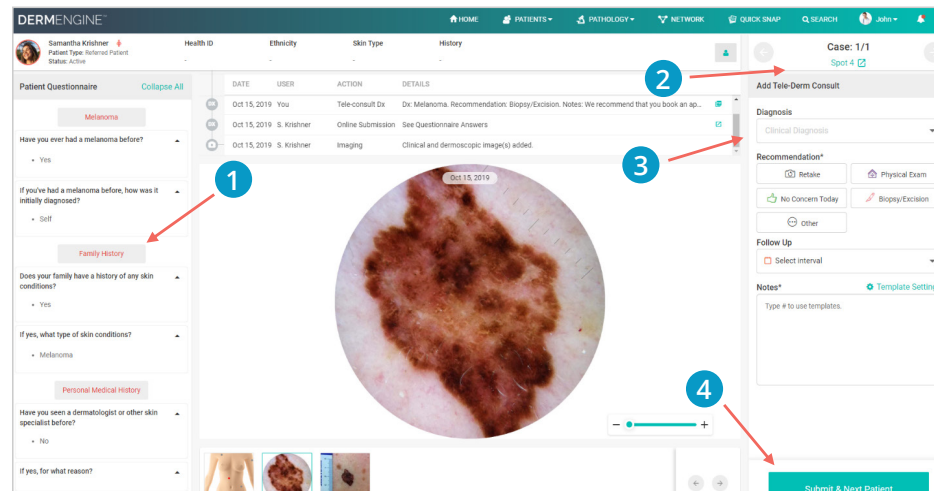 DERMENGINE™
HOME PATIENTS PATHOLOGY NETWORK QUICK SNAP SEARCH John
Samantha Krishner
Patient Type: Referred Patient
Status: Active
Health ID
-
Ethnicity
-
Skin Type
-
History
-
Case: 1/1
Spot 4
Patient Questionnaire Collapse All
Melanoma
Have you ever had a melanoma before?
• Yes
If you've had a melanoma before, how was it
initially diagnosed?
• Self
Family History
Does your family have a history of any skin
conditions?
• Yes
If yes, what type of skin conditions?
• Melanoma
Personal Medical History
Have you seen a dermatologist or other skin
specialist before?
• No
If yes, for what reason?
DATE USER ACTION DETAILS
Oct 15, 2019 You Tele-consult Dx Dx: Melanoma. Recommendation: Biopsy/Excision. Notes: We recommend that you book an ap...
Oct 15, 2019 S. Krishner Online Submission See Questionnaire Answers
Oct 15, 2019 S. Krishner Imaging Clinical and dermoscopic image(s) added.
Oct 15, 2019
1
2
3
4
Add Tele-Derm Consult
Diagnosis
Clinical Diagnosis
Recommendation*
Retake Physical Exam
No Concern Today Biopsy/Excision
Other
Follow Up
Select interval
Notes* Template Setting
Type # to use templates.
Submit & Next Patient